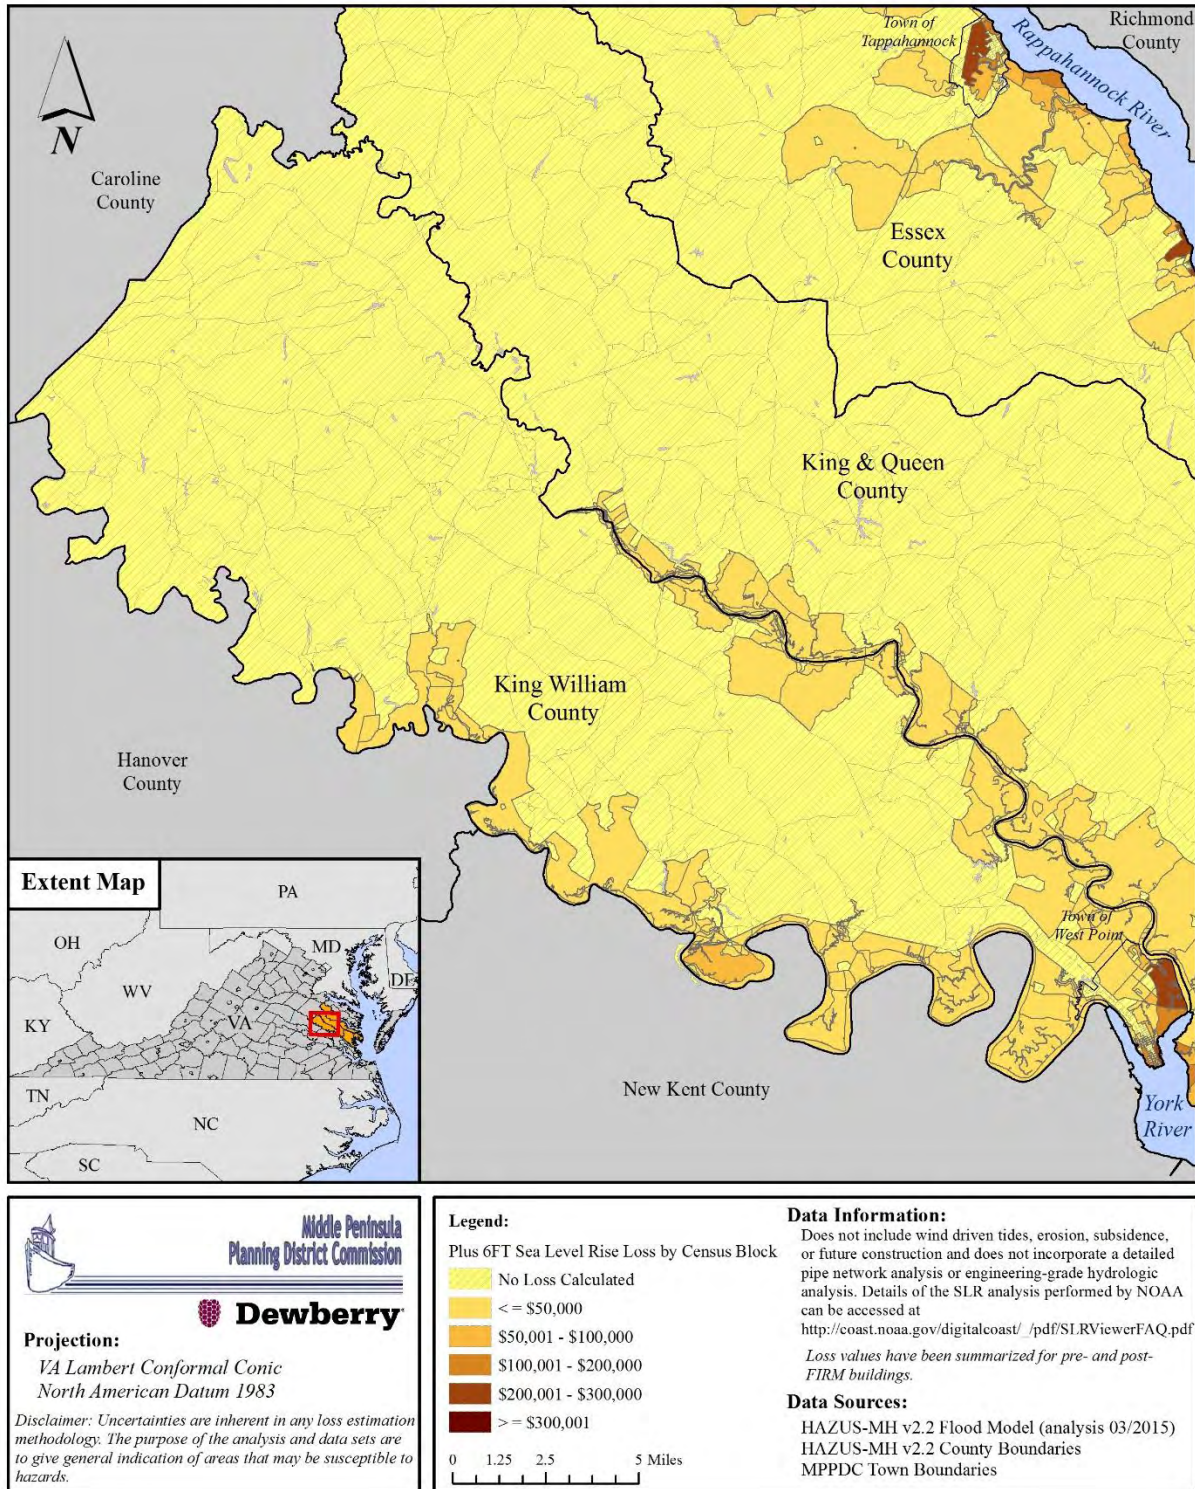 Town of
Tappahannock
Richmond
County
Rappahannock River
N
Caroline
County
Essex
County
King & Queen
County
King William
County
Hanover
County
Town of
West Point
New Kent County
York
River
Extent Map
PA
OH
MD
DE
WV
KY
VA
TN
NC
SC
Middle Peninsula
Planning District Commission
Dewberry
Projection:
VA Lambert Conformal Conic
North American Datum 1983
Disclaimer: Uncertainties are inherent in any loss estimation
methodology. The purpose of the analysis and data sets are
to give general indication of areas that may be susceptible to
hazards.
Legend:
Plus 6FT Sea Level Rise Loss by Census Block
No Loss Calculated
< = $50,000
$50,001 - $100,000
$100,001 - $200,000
$200,001 - $300,000
> = $300,001
0 1.25 2.5 5 Miles
Data Information:
Does not include wind driven tides, erosion, subsidence,
or future construction and does not incorporate a detailed
pipe network analysis or engineering-grade hydrologic
analysis. Details of the SLR analysis performed by NOAA
can be accessed at
http://coast.noaa.gov/digitalcoast/_/pdf/SLRViewerFAQ.pdf
Loss values have been summarized for pre- and post-
FIRM buildings.
Data Sources:
HAZUS-MH v2.2 Flood Model (analysis 03/2015)
HAZUS-MH v2.2 County Boundaries
MPPDC Town Boundaries